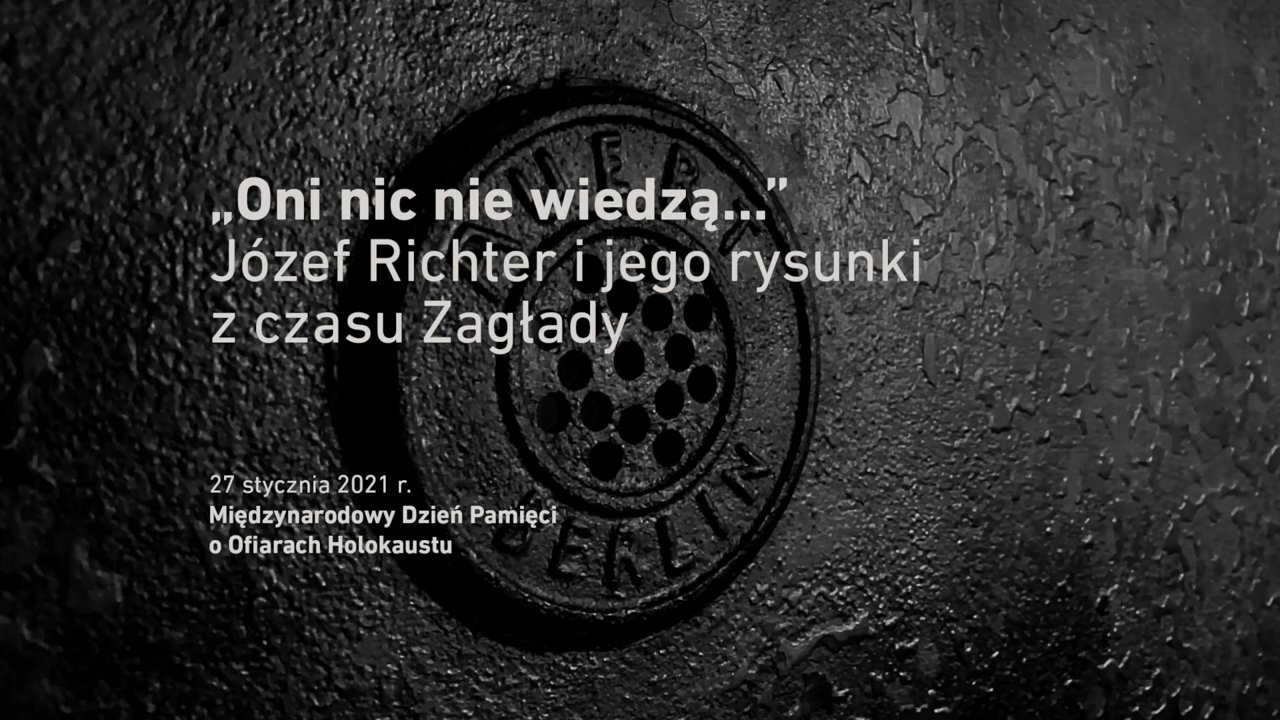 „Oni nic nie wiedzą...”
Józef Richter i jego rysunki
z czasu Zagłady
27 stycznia 2021 r.
Międzynarodowy Dzień Pamięci
o Ofiarach Holokaustu
BERLIN